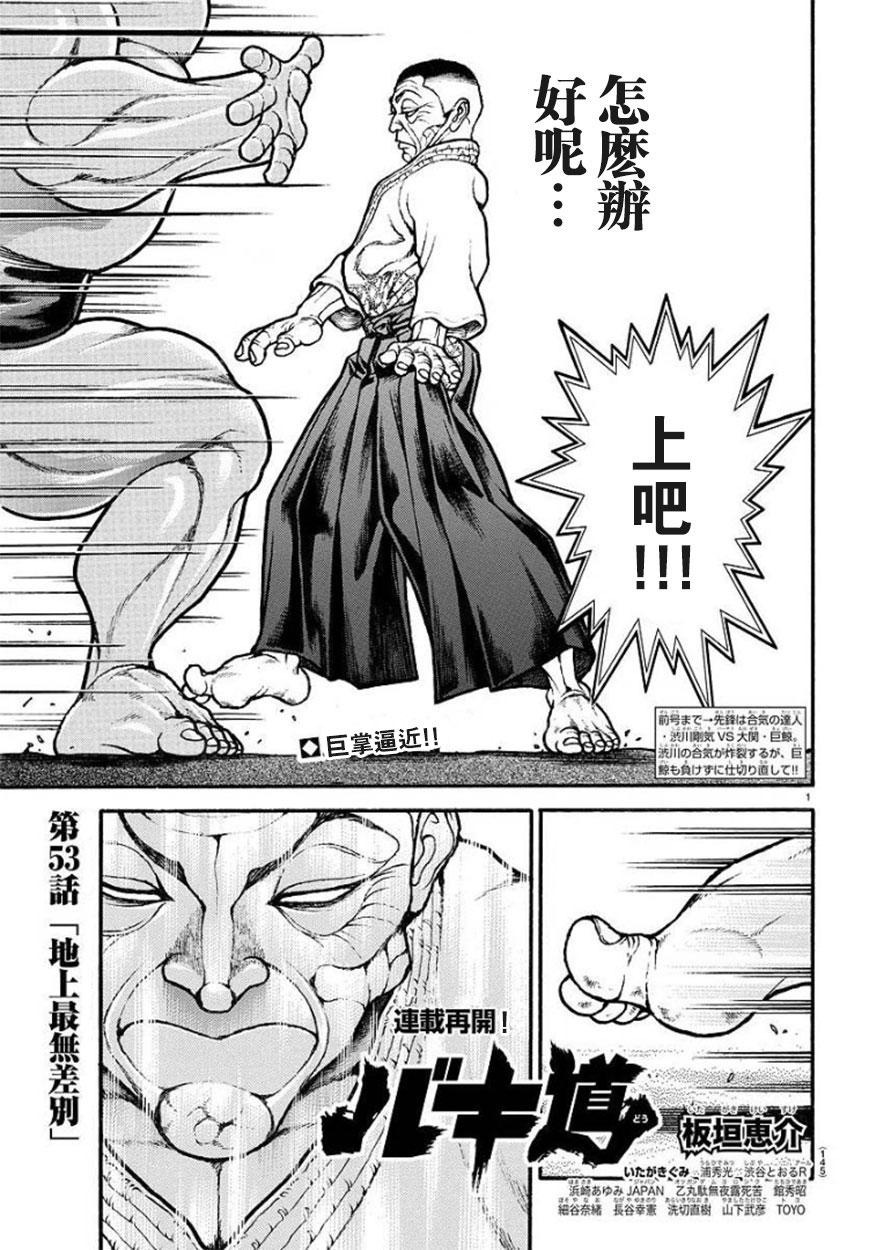 怎麽辦
好呢…
上吧!!!
◆巨掌逼近!!
前号まで→先鋒は合気の達人
・渋川剛気 VS 大関・巨鯨。
渋川の合気が炸裂するが、巨
鯨も負けずに仕切り直して!!
1
第53話「地上最無差別」
連載再開！
バキ道
どう
板垣恵介
いたがきぐみ 浦秀光 渋谷とおるR
浜崎あゆみ JAPAN 乙丸駄無夜露死苦 舘秀昭
細谷奈緒 長谷幸憲 洗切直樹 山下武彦 TOYO
(145)